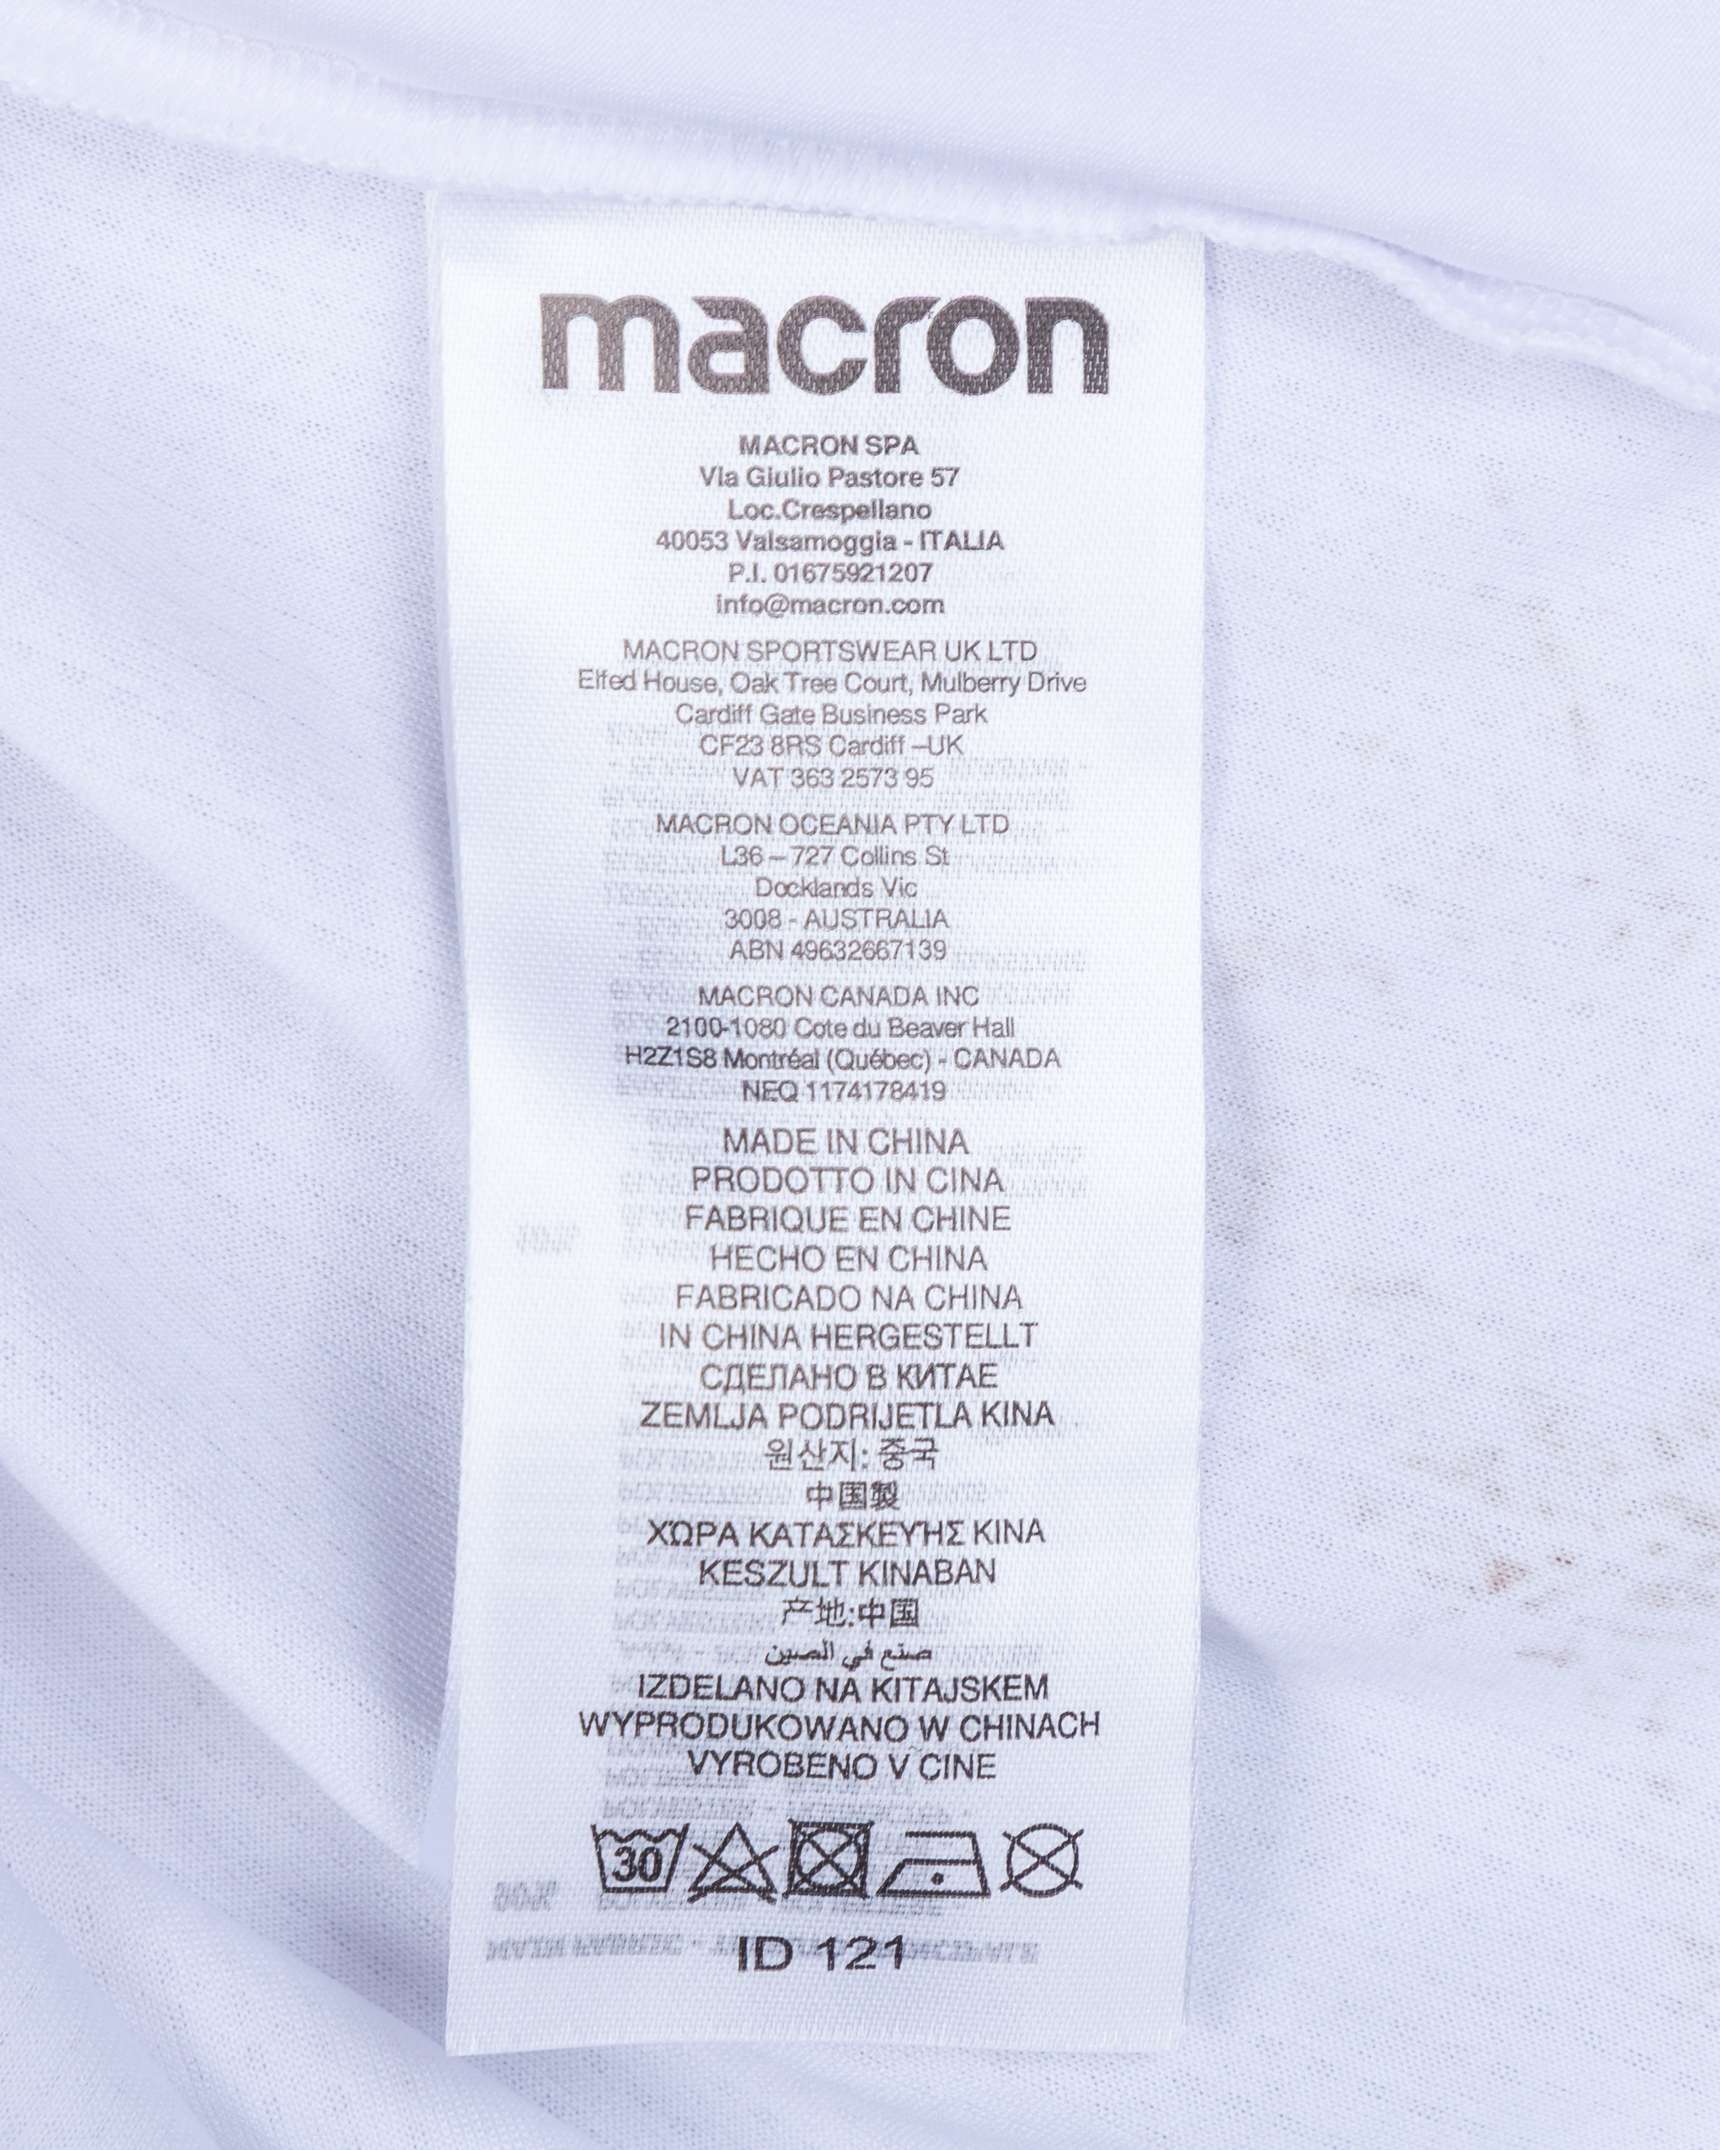 macron
MACRON SPA
Via Giulio Pastore 57
Loc.Crespellano
40053 Valsamoggia - ITALIA
P.I. 01675921207
info@macron.com
MACRON SPORTSWEAR UK LTD
Elfed House, Oak Tree Court, Mulberry Drive
Cardiff Gate Business Park
CF23 8RS Cardiff –UK
VAT 363 2573 95
MACRON OCEANIA PTY LTD
L36 – 727 Collins St
Docklands Vic
3008 - AUSTRALIA
ABN 49632667139
MACRON CANADA INC
2100-1080 Cote du Beaver Hall
H2Z1S8 Montréal (Québec) - CANADA
NEQ 1174178419
MADE IN CHINA
PRODOTTO IN CINA
FABRIQUE EN CHINE
HECHO EN CHINA
FABRICADO NA CHINA
IN CHINA HERGESTELLT
СДЕЛАНО В КИТАЕ
ZEMLJA PODRIJETLA KINA
원산지: 중국
中国製
ΧΏΡΑ ΚΑΤΑΣΚΕΥΉΣ ΚΙΝΑ
KESZULT KINABAN
产地:中国
صنع في الصين
IZDELANO NA KITAJSKEM
WYPRODUKOWANO W CHINACH
VYROBENO V CINE
30
ID 121